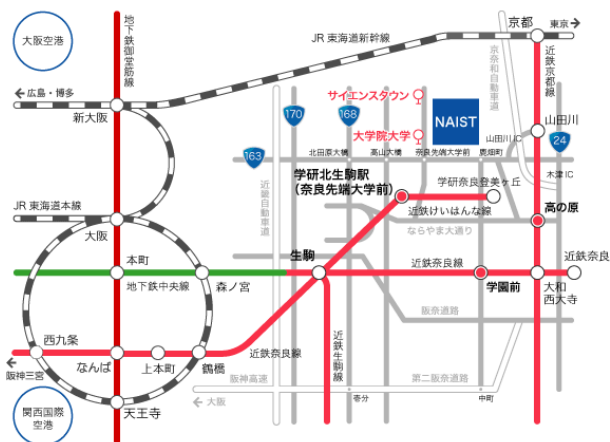 大阪空港
地下鉄御堂筋線
JR 東海道新幹線
京都
東京
広島・博多
新大阪
近鉄京都線
京奈和自動車道
サイエンスタウン
170
168
NAIST
大学院大学
山田川
山田川 IC
24
163
北田原大橋
高山大橋
奈良先端大学前
鹿畑町
木津 IC
学研北生駒駅
（奈良先端大学前）
学研奈良登美ヶ丘
近鉄けいはんな線
近畿自動車道
JR 東海道本線
大阪
高の原
ならやま大通り
本町
地下鉄中央線
森ノ宮
生駒
近鉄奈良線
近鉄奈良
学園前
大和
西大寺
阪奈道路
西九条
なんば
上本町
鶴橋
近鉄奈良線
近鉄生駒線
阪神三宮
阪神高速
第二阪奈道路
大阪
壱分
中町
関西国際
空港
天王寺